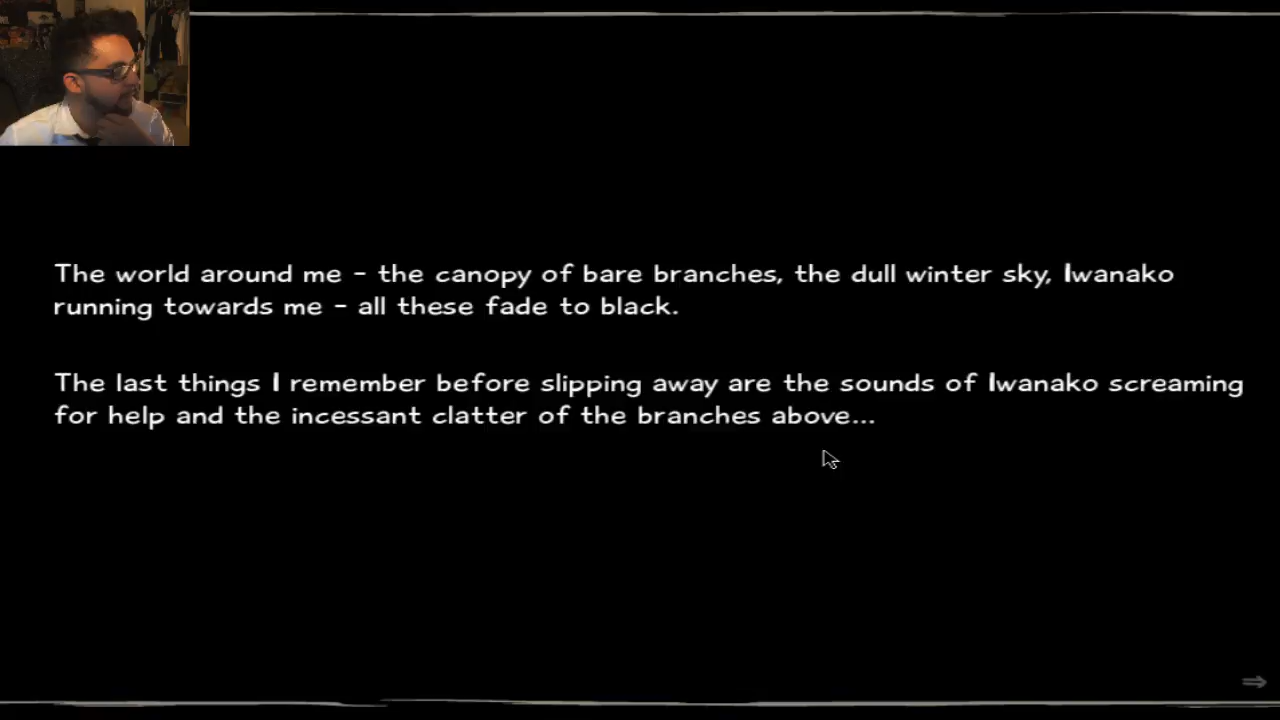 The world around me - the canopy of bare branches, the dull winter sky, Iwanako
running towards me - all these fade to black.
The last things I remember before slipping away are the sounds of Iwanako screaming
for help and the incessant clatter of the branches above...